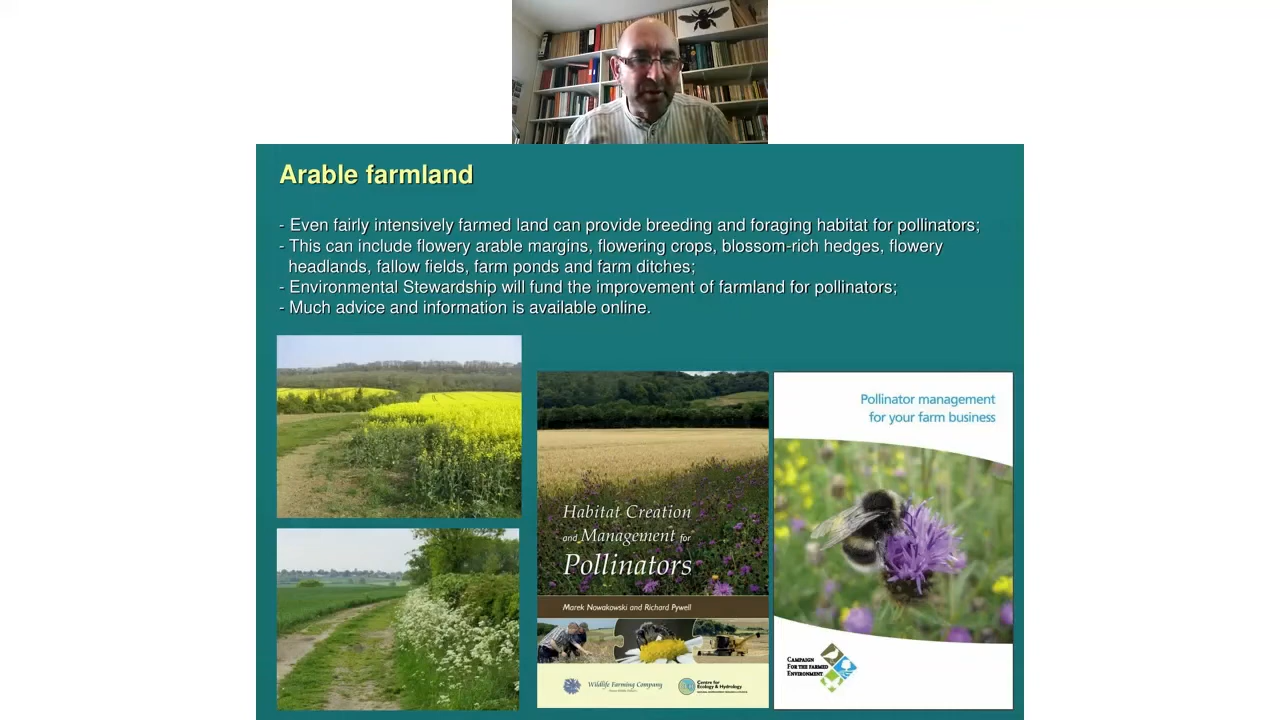 Arable farmland
- Even fairly intensively farmed land can provide breeding and foraging habitat for pollinators;
- This can include flowery arable margins, flowering crops, blossom-rich hedges, flowery
headlands, fallow fields, farm ponds and farm ditches;
- Environmental Stewardship will fund the improvement of farmland for pollinators;
- Much advice and information is available online.
Habitat Creation
and Management for
Pollinators
Marek Nowakowski and Richard Pywell
Wildlife Farming Company
Centre for
Ecology & Hydrology
Pollinator management
for your farm business
CAMPAIGN
FOR THE FARMED
ENVIRONMENT